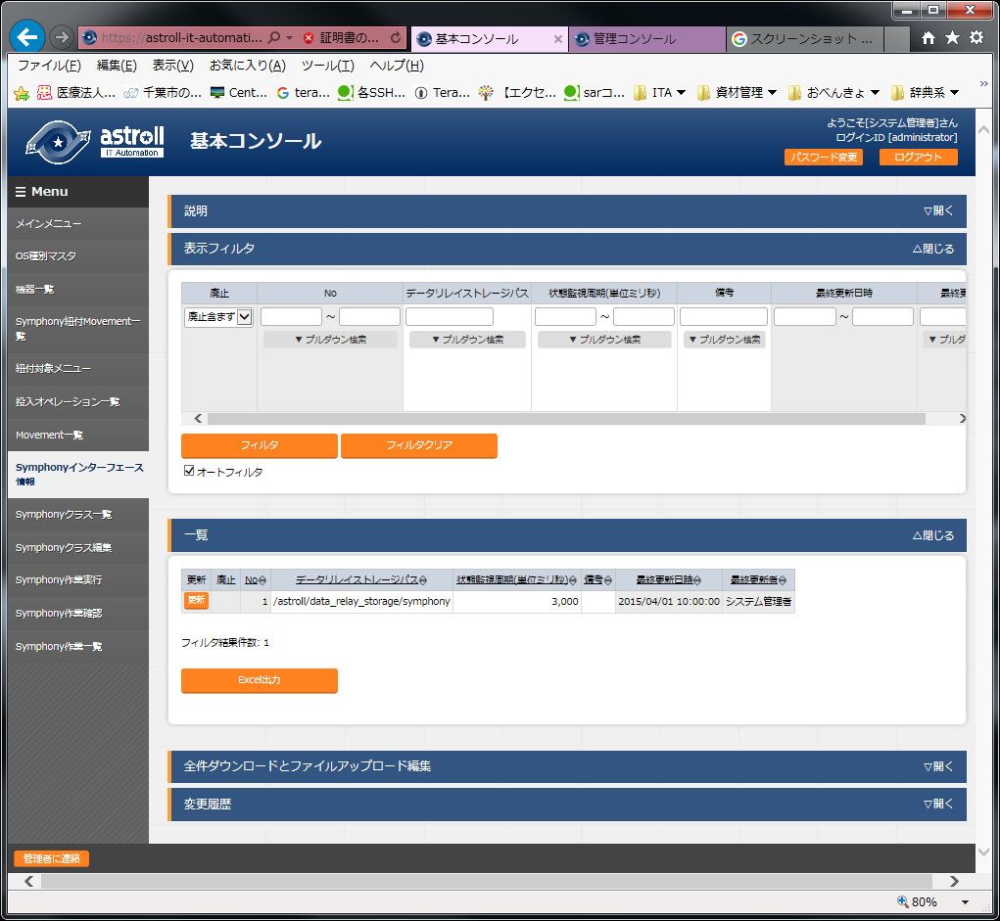 https://astroll-it-automati...
証明書の...
基本コンソール
管理コンソール
スクリーンショット ...
ファイル(F) 編集(E) 表示(V) お気に入り(A) ツール(T) ヘルプ(H)
医療法人... 千葉市の... Cent... tera... 各SSH... Tera... 【エクセ... sarコ... ITA 資材管理 おべんきょ 辞典系
astroll
IT Automation
基本コンソール
ようこそ[システム管理者]さん
ログインID [administrator]
パスワード変更 ログアウト
Menu
メインメニュー
OS種別マスタ
機器一覧
Symphony紐付Movement一
覧
紐付対象メニュー
投入オペレーション一覧
Movement一覧
Symphonyインターフェース
情報
Symphonyクラス一覧
Symphonyクラス編集
Symphony作業実行
Symphony作業確認
Symphony作業一覧
説明 ▽開く
表示フィルタ △閉じる
廃止 No データリレイストレージパス 状態監視周期(単位ミリ秒) 備考 最終更新日時 最終更
廃止含まず ～ ～ ～
▼プルダウン検索 ▼プルダウン検索 ▼プルダウン検索 ▼プルダウン検索 ▼プルダ
フィルタ フィルタクリア
オートフィルタ
一覧 △閉じる
更新 廃止 No データリレイストレージパス 状態監視周期(単位ミリ秒) 備考 最終更新日時 最終更新者
更新 1 /astroll/data_relay_storage/symphony 3,000 2015/04/01 10:00:00 システム管理者
フィルタ結果件数: 1
Excel出力
全件ダウンロードとファイルアップロード編集 ▽開く
変更履歴 ▽開く
管理者に連絡
80%